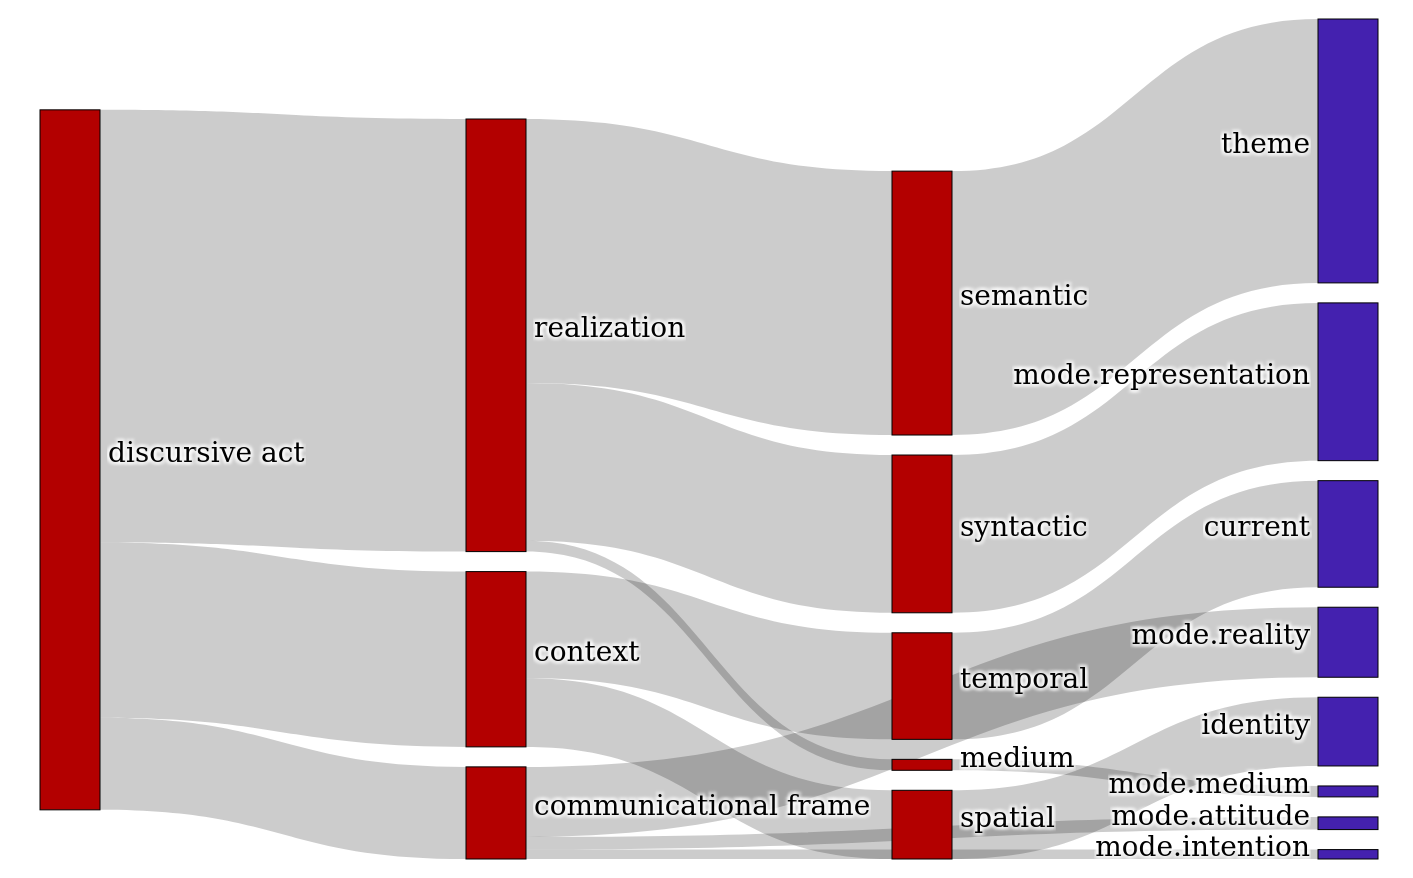 discursive act
realization
context
communicational frame
semantic
syntactic
temporal
medium
spatial
theme
mode.representation
current
mode.reality
identity
mode.medium
mode.attitude
mode.intention